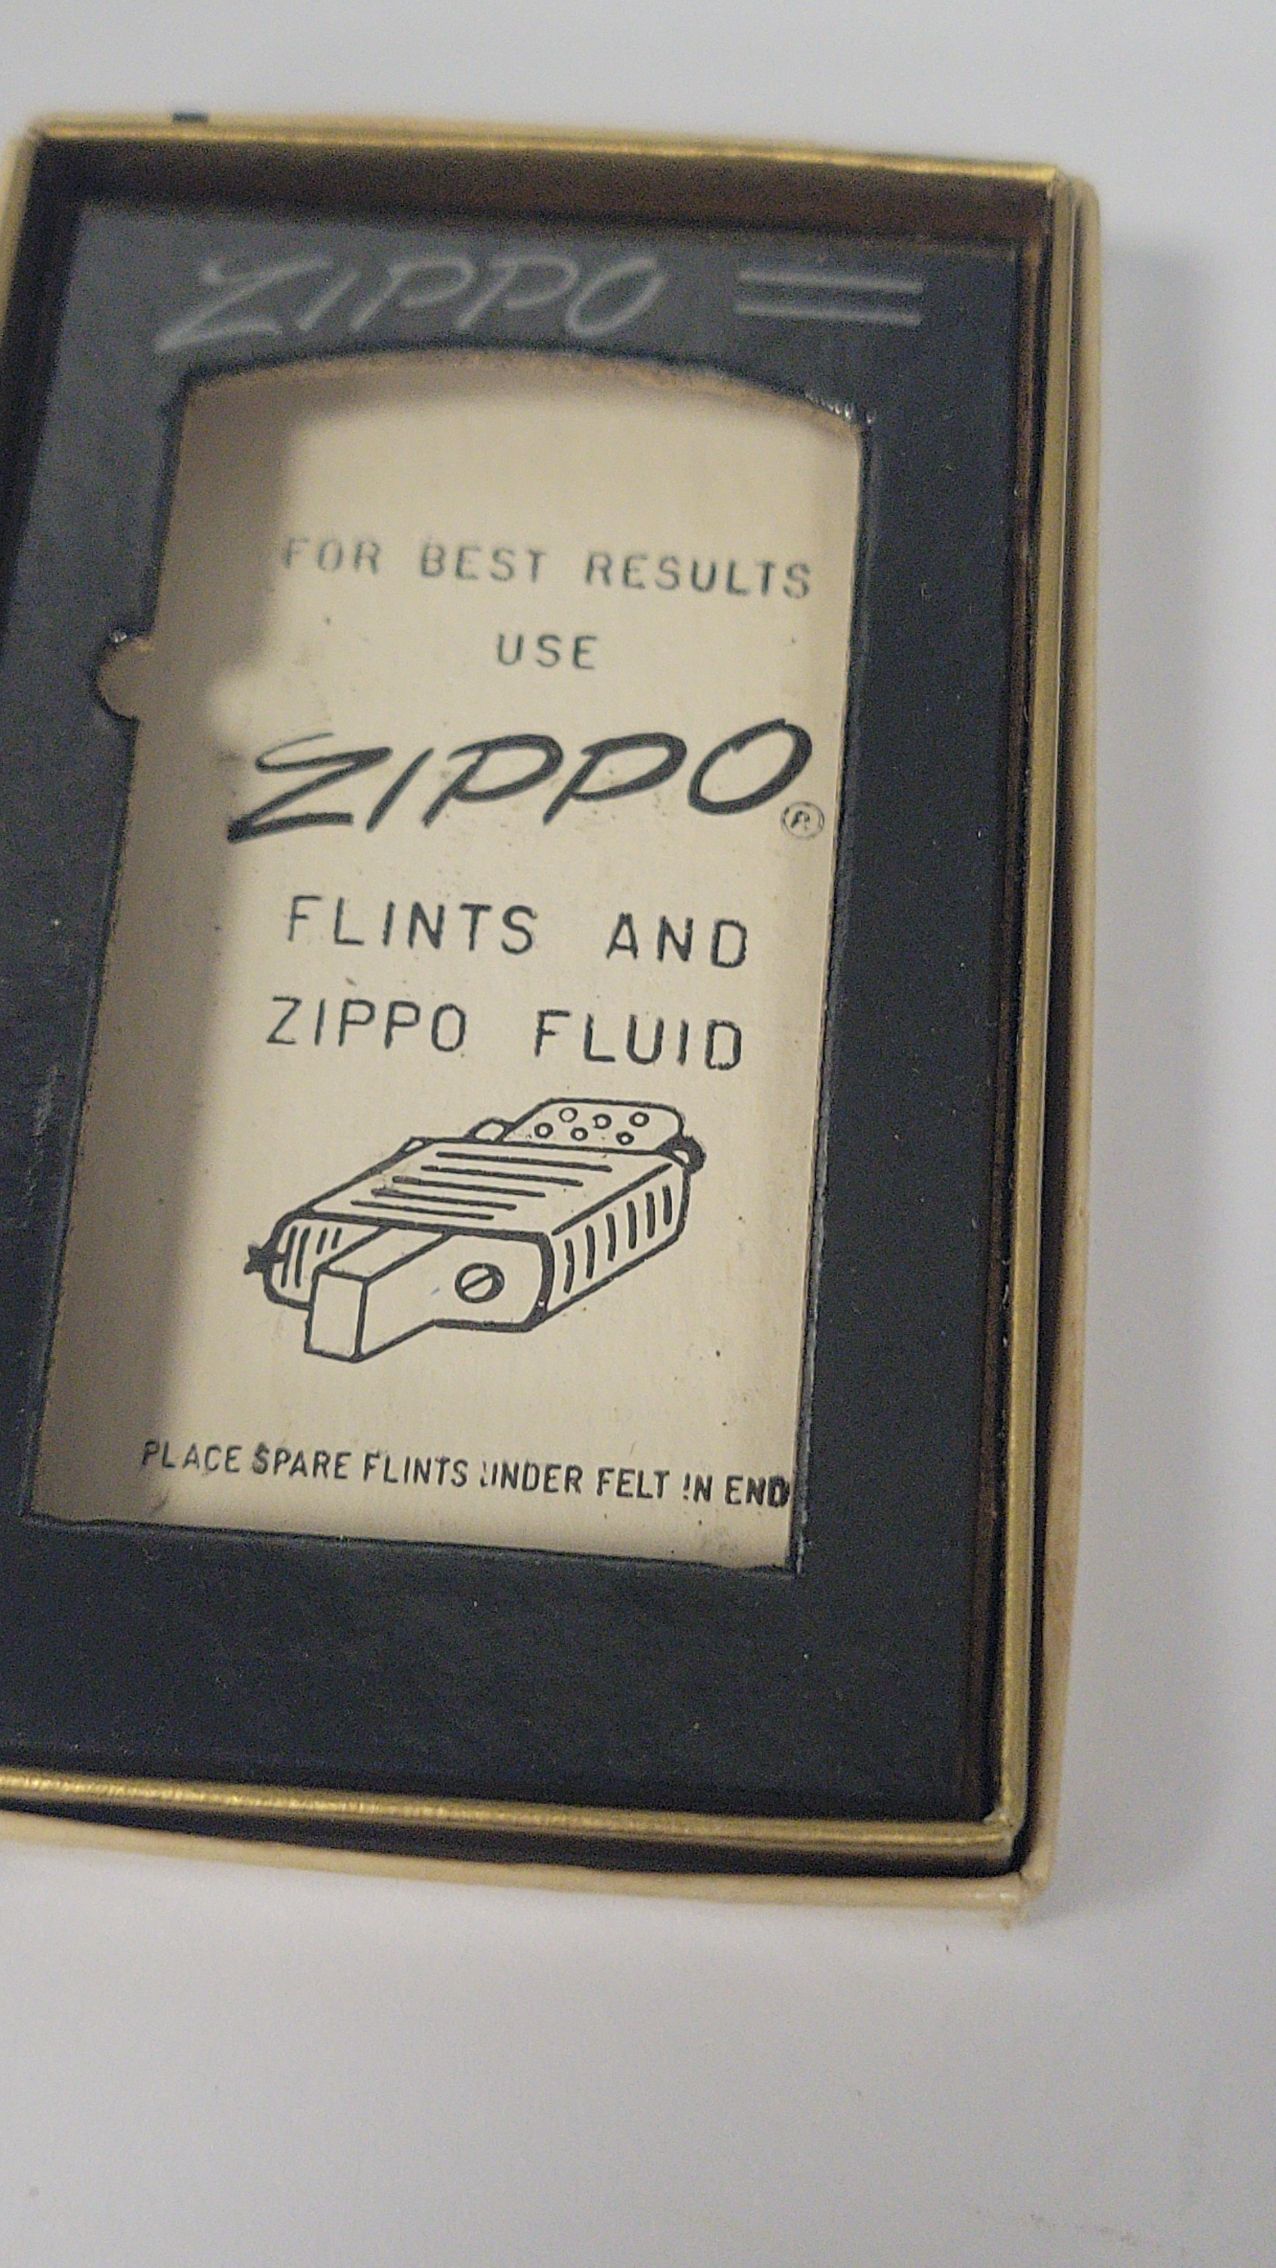 ZIPPO
FOR BEST RESULTS
USE
ZIPPO®
FLINTS AND
ZIPPO FLUID
PLACE SPARE FLINTS UNDER FELT IN END